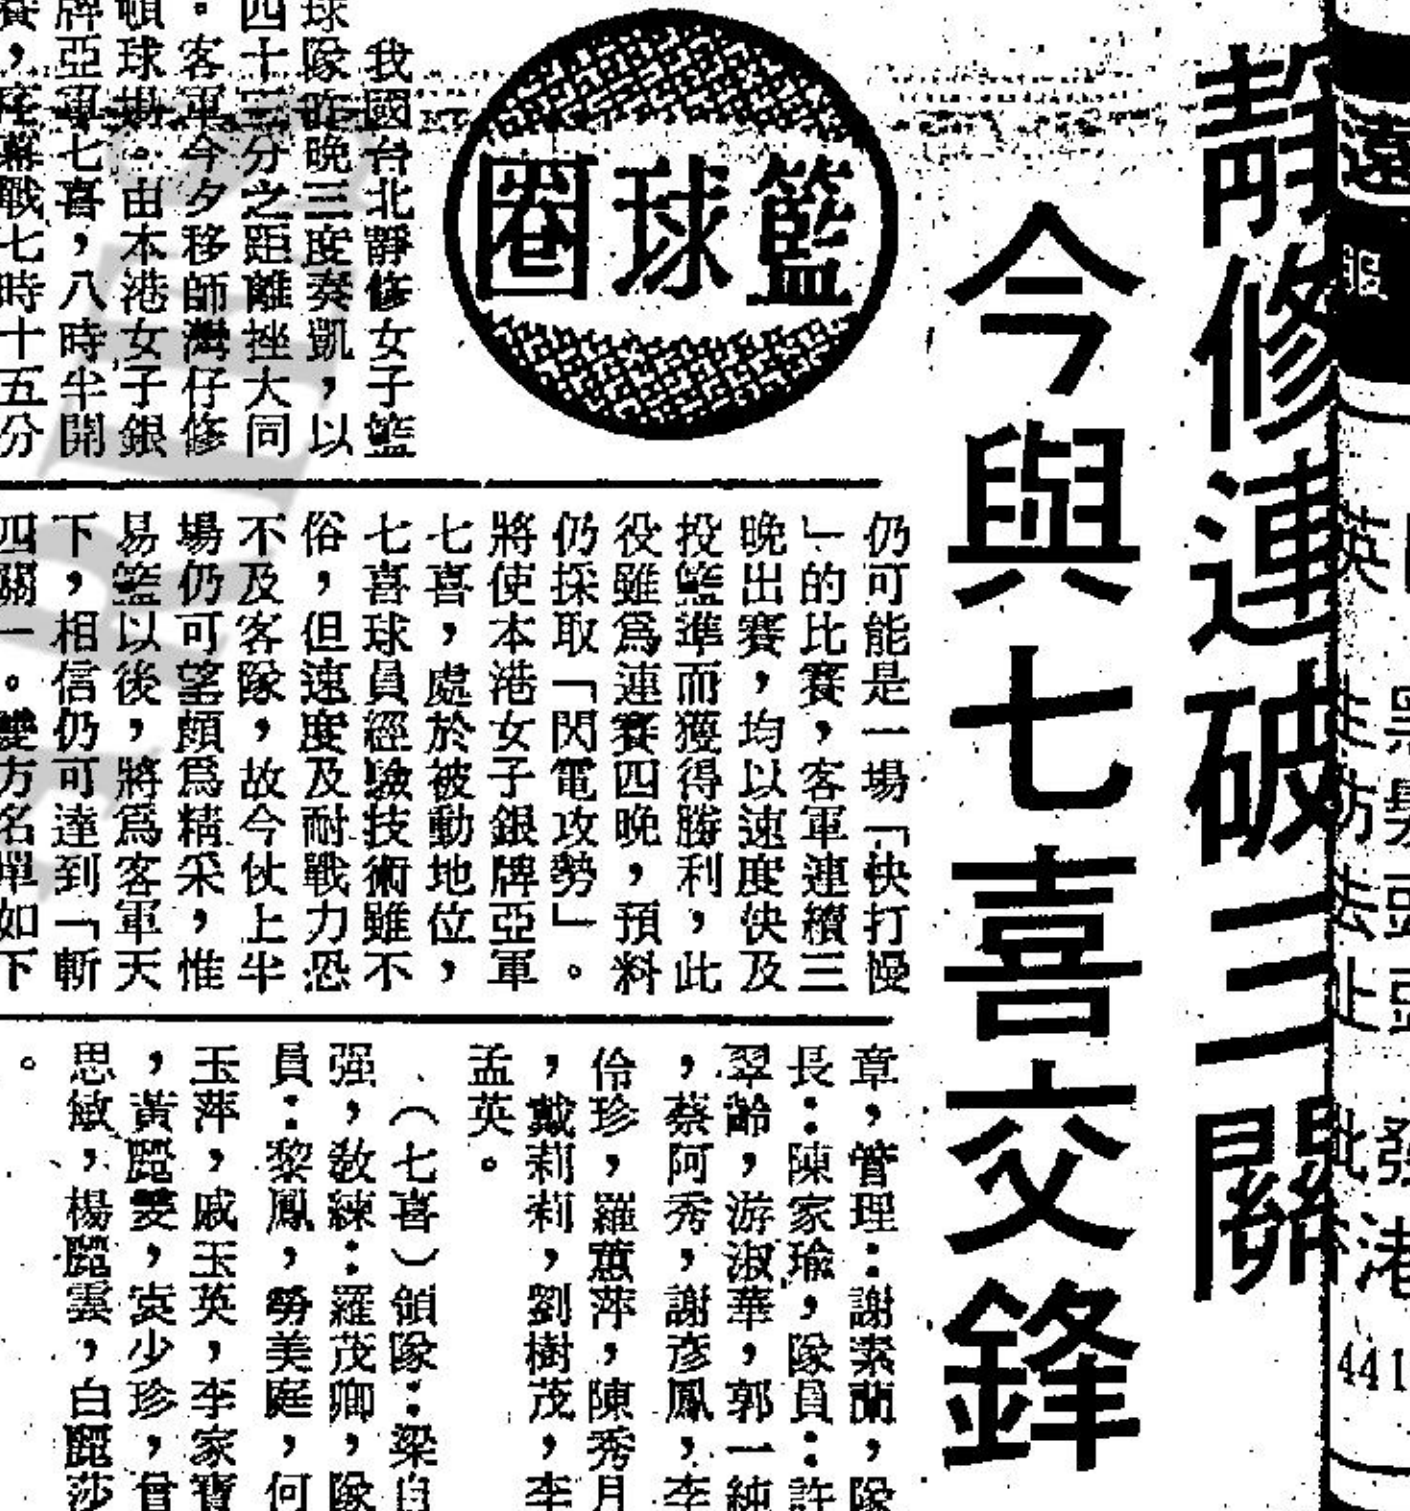 靜修連破三關
今與七喜交鋒
籃球圈
我國台北靜修女子籃
球隊昨晚三度奏凱，以
四十三分之距離挫大同
。客軍今夕移師灣仔修
頓球場。由本港女子銀
牌亞軍七喜，八時半開
賽，序幕戰七時十五分
仍可能是一場「快打慢
」的比賽，客軍連續三
晚出賽，均以速度快及
投籃準而獲得勝利，此
役雖爲連賽四晚，預料
仍採取「閃電攻勢」。
將使本港女子銀牌亞軍
七喜，處於被動地位，
七喜球員經驗技術雖不
俗，但速度及耐戰力恐
不及客隊，故今仗上半
場仍可望頗爲精采，惟
易籃以後，將爲客軍天
下，相信仍可達到「斬
四關」。雙方名單如下
章，管理：謝素蘭，隊
長：陳家瑜，隊員：許
翠齡，游淑華，郭一純
，蔡阿秀，謝彥鳳，李
伶珍，羅蕙萍，陳秀月
，戴莉莉，劉樹茂，李
孟英。
（七喜）領隊：梁自
强，教練：羅茂卿，隊
員：黎鳳，勞美庭，何
玉萍，戚玉英，李家寶
，黃麗雯，袁少珍，曾
思敏，楊麗雲，白麗莎
。
遠
英
441